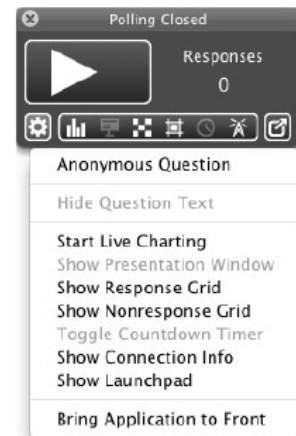 Polling Closed
Responses
0
Anonymous Question
Hide Question Text
Start Live Charting
Show Presentation Window
Show Response Grid
Show Nonresponse Grid
Toggle Countdown Timer
Show Connection Info
Show Launchpad
Bring Application to Front